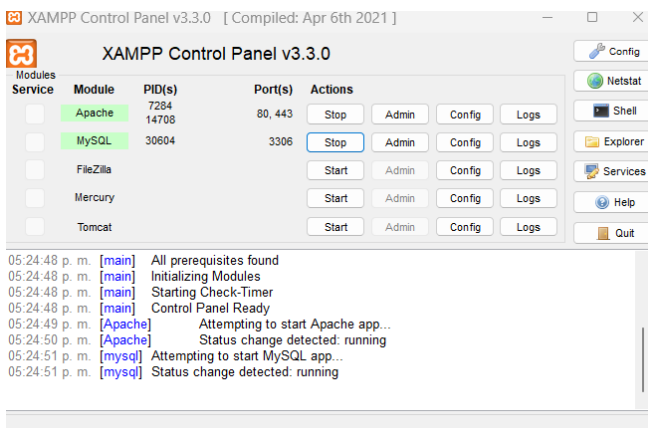 XAMPP Control Panel v3.3.0 [ Compiled: Apr 6th 2021 ]
XAMPP Control Panel v3.3.0
Config
Modules
Service Module PID(s) Port(s) Actions
Netstat
Apache 7284 14708 80, 443 Stop Admin Config Logs
Shell
MySQL 30604 3306 Stop Admin Config Logs
Explorer
FileZilla Start Admin Config Logs
Services
Mercury Start Admin Config Logs
Help
Tomcat Start Admin Config Logs
Quit
05:24:48 p. m. [main] All prerequisites found
05:24:48 p. m. [main] Initializing Modules
05:24:48 p. m. [main] Starting Check-Timer
05:24:48 p. m. [main] Control Panel Ready
05:24:49 p. m. [Apache] Attempting to start Apache app...
05:24:50 p. m. [Apache] Status change detected: running
05:24:51 p. m. [mysql] Attempting to start MySQL app...
05:24:51 p. m. [mysql] Status change detected: running